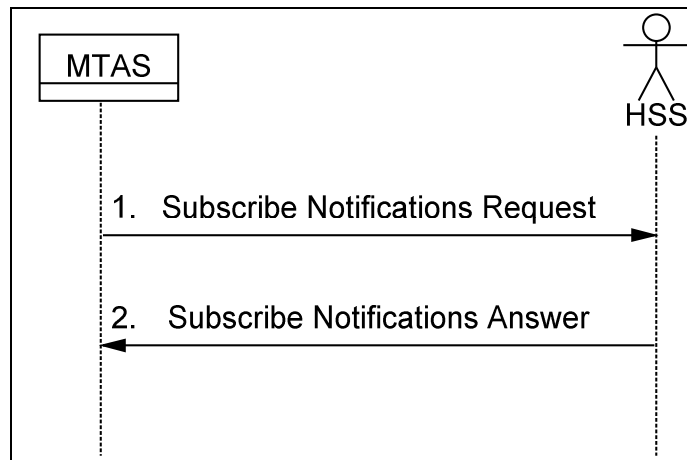 MTAS
HSS
1. Subscribe Notifications Request
2. Subscribe Notifications Answer